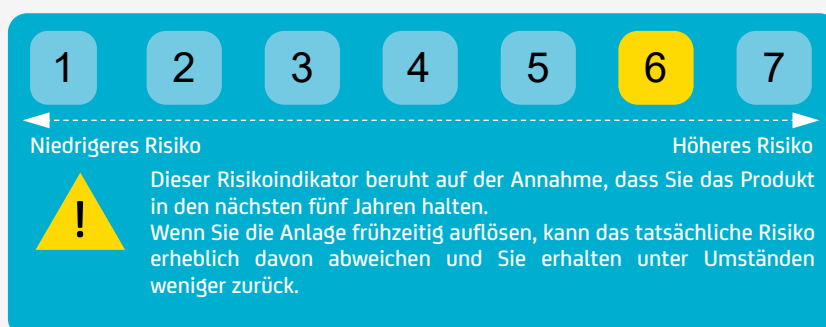 1 2 3 4 5 6 7
Niedrigeres Risiko Höheres Risiko
!
Dieser Risikoindikator beruht auf der Annahme, dass Sie das Produkt
in den nächsten fünf Jahren halten.
Wenn Sie die Anlage frühzeitig auflösen, kann das tatsächliche Risiko
erheblich davon abweichen und Sie erhalten unter Umständen
weniger zurück.